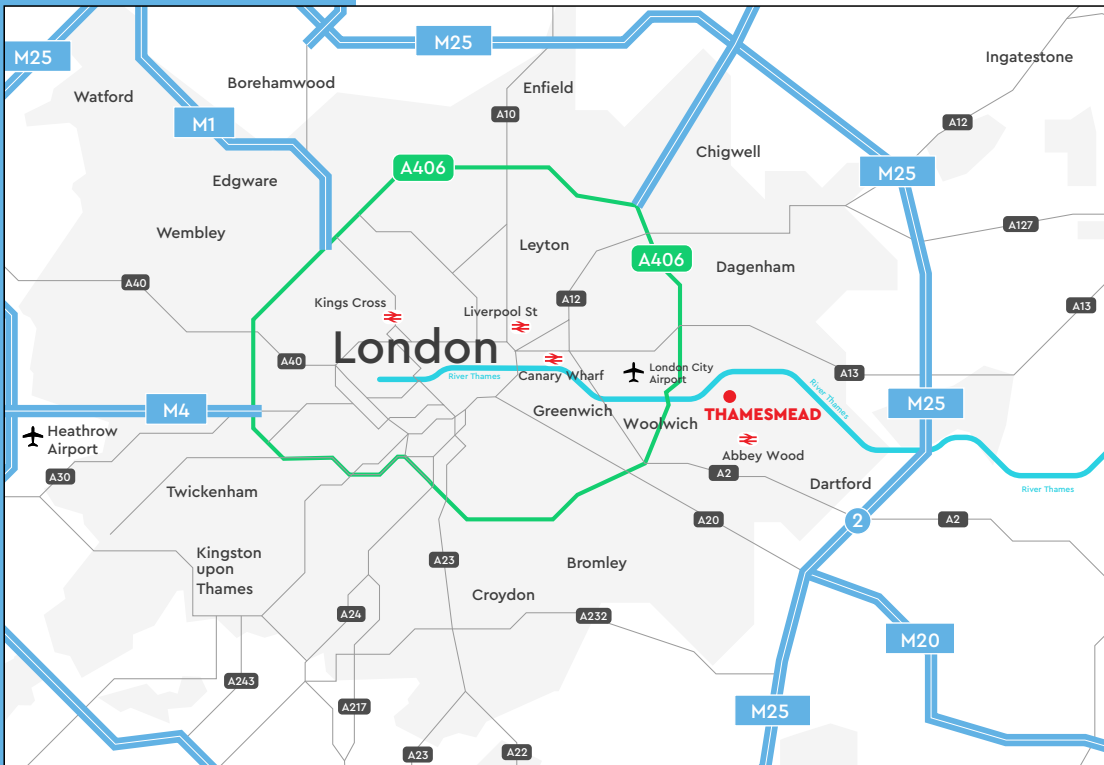 M25
M25
Ingatestone
Watford
Borehamwood
Enfield
M1
A10
A12
Chigwell
A406
M25
Edgware
Wembley
Leyton
A127
A406
Dagenham
A40
Kings Cross
Liverpool St
A12
A13
London
A40
River Thames
Canary Wharf
London City
Airport
A13
River Thames
M4
Greenwich
THAMESMEAD
M25
Woolwich
Heathrow
Airport
Abbey Wood
A30
A2
Twickenham
Dartford
River Thames
A20
2
A2
Kingston
upon
Thames
A23
Bromley
Croydon
A24
A232
M20
A243
A217
M25
A23
A22